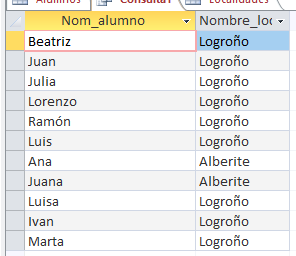 Alumnos Consulta1 Localidades
Nom_alumno Nombre_loc
Beatriz Logroño
Juan Logroño
Julia Logroño
Lorenzo Logroño
Ramón Logroño
Luis Logroño
Ana Alberite
Juana Alberite
Luisa Logroño
Ivan Logroño
Marta Logroño